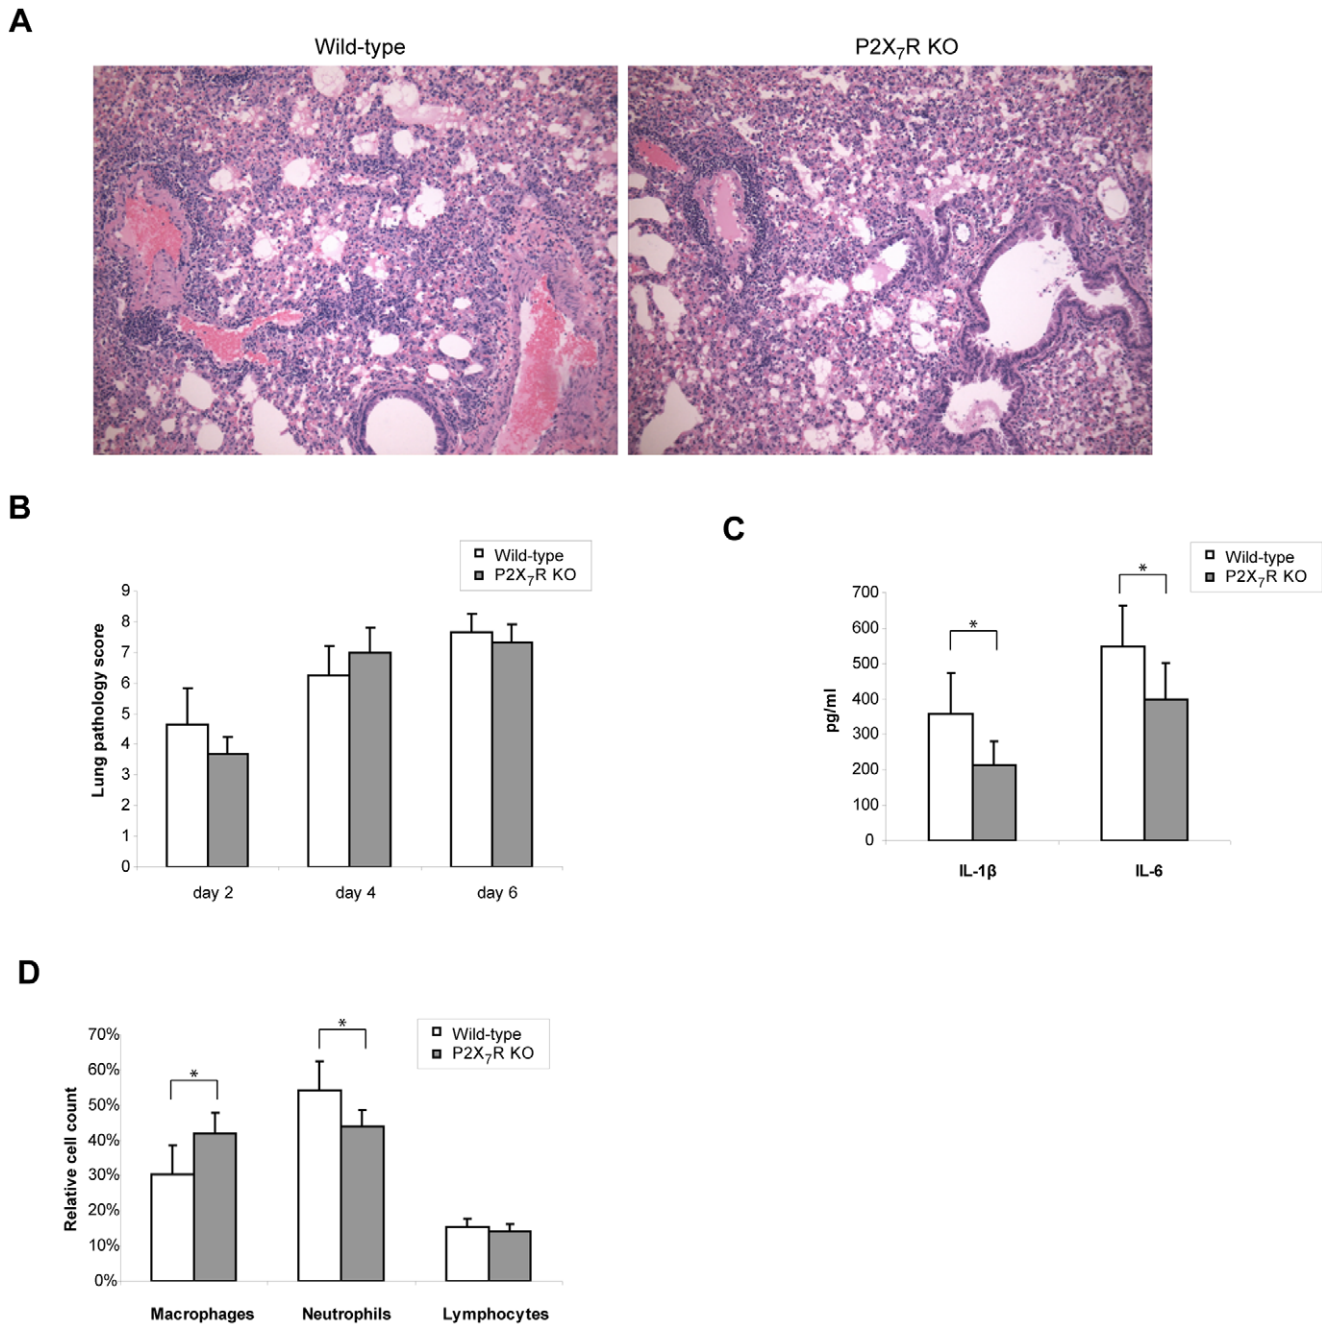 A
Wild-type
P2X₇R KO
B
Wild-type
P2X₇R KO
9
8
7
6
5
4
3
2
1
0
Lung pathology score
day 2
day 4
day 6
C
Wild-type
P2X₇R KO
700
600
500
400
300
200
100
0
pg/ml
*
*
IL-1β
IL-6
D
Wild-type
P2X₇R KO
70%
60%
50%
40%
30%
20%
10%
0%
Relative cell count
*
*
Macrophages
Neutrophils
Lymphocytes